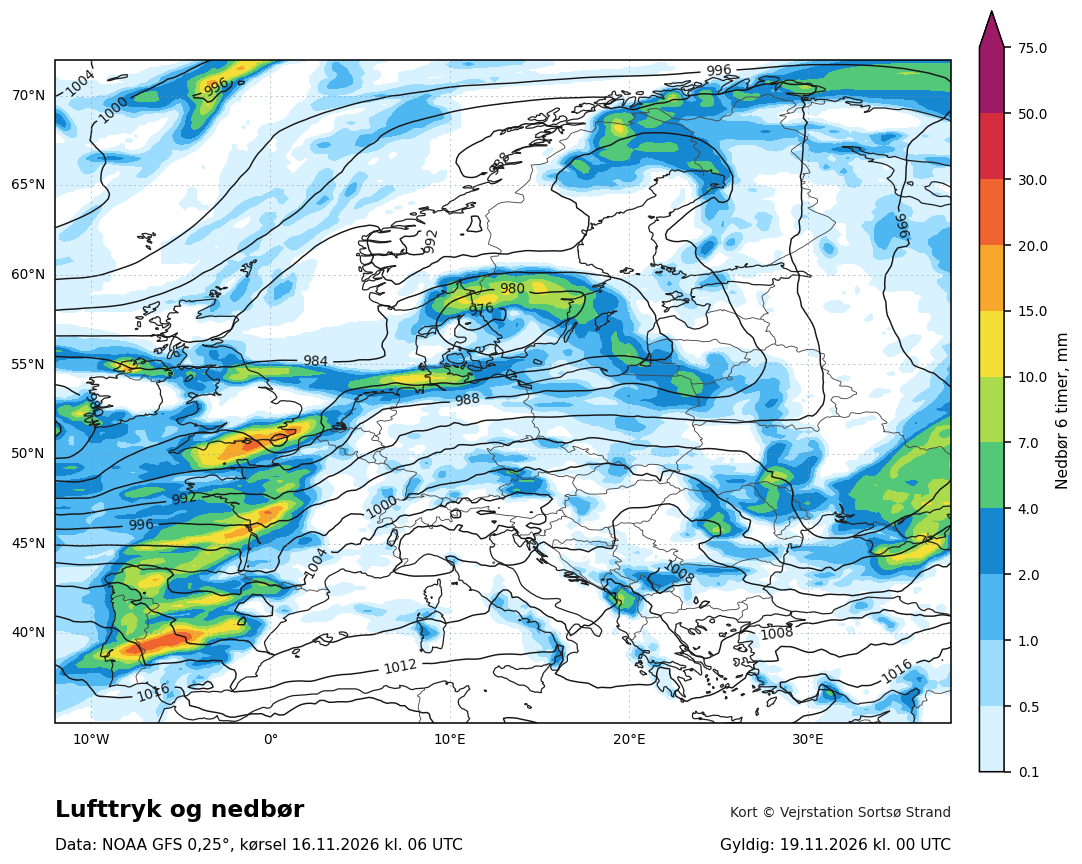 996
1004
996
1000
988
996
992
980
976
984
988
988
992
996
1000
1004
1008
1008
1012
1016
1016
70°N
65°N
60°N
55°N
50°N
45°N
40°N
10°W
0°
10°E
20°E
30°E
75.0
50.0
30.0
20.0
15.0
10.0
7.0
4.0
2.0
1.0
0.5
0.1
Nedbør 6 timer, mm
Lufttryk og nedbør
Kort © Vejrstation Sortsø Strand
Data: NOAA GFS 0,25°, kørsel 16.11.2026 kl. 06 UTC
Gyldig: 19.11.2026 kl. 00 UTC